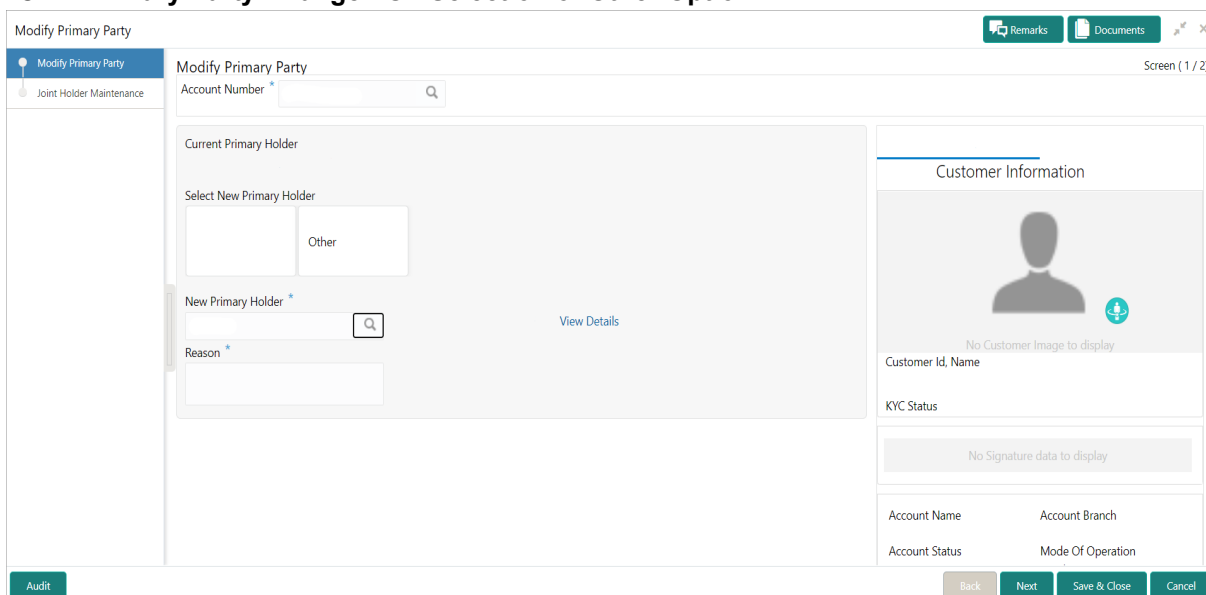 Modify Primary Party
Remarks
Documents
Modify Primary Party
Joint Holder Maintenance
Modify Primary Party
Screen ( 1 / 2)
Account Number *
Current Primary Holder
Select New Primary Holder
Other
New Primary Holder *
View Details
Reason *
Customer Information
No Customer Image to display
Customer Id, Name
KYC Status
No Signature data to display
Account Name Account Branch
Account Status Mode Of Operation
Audit
Back Next Save & Close Cancel